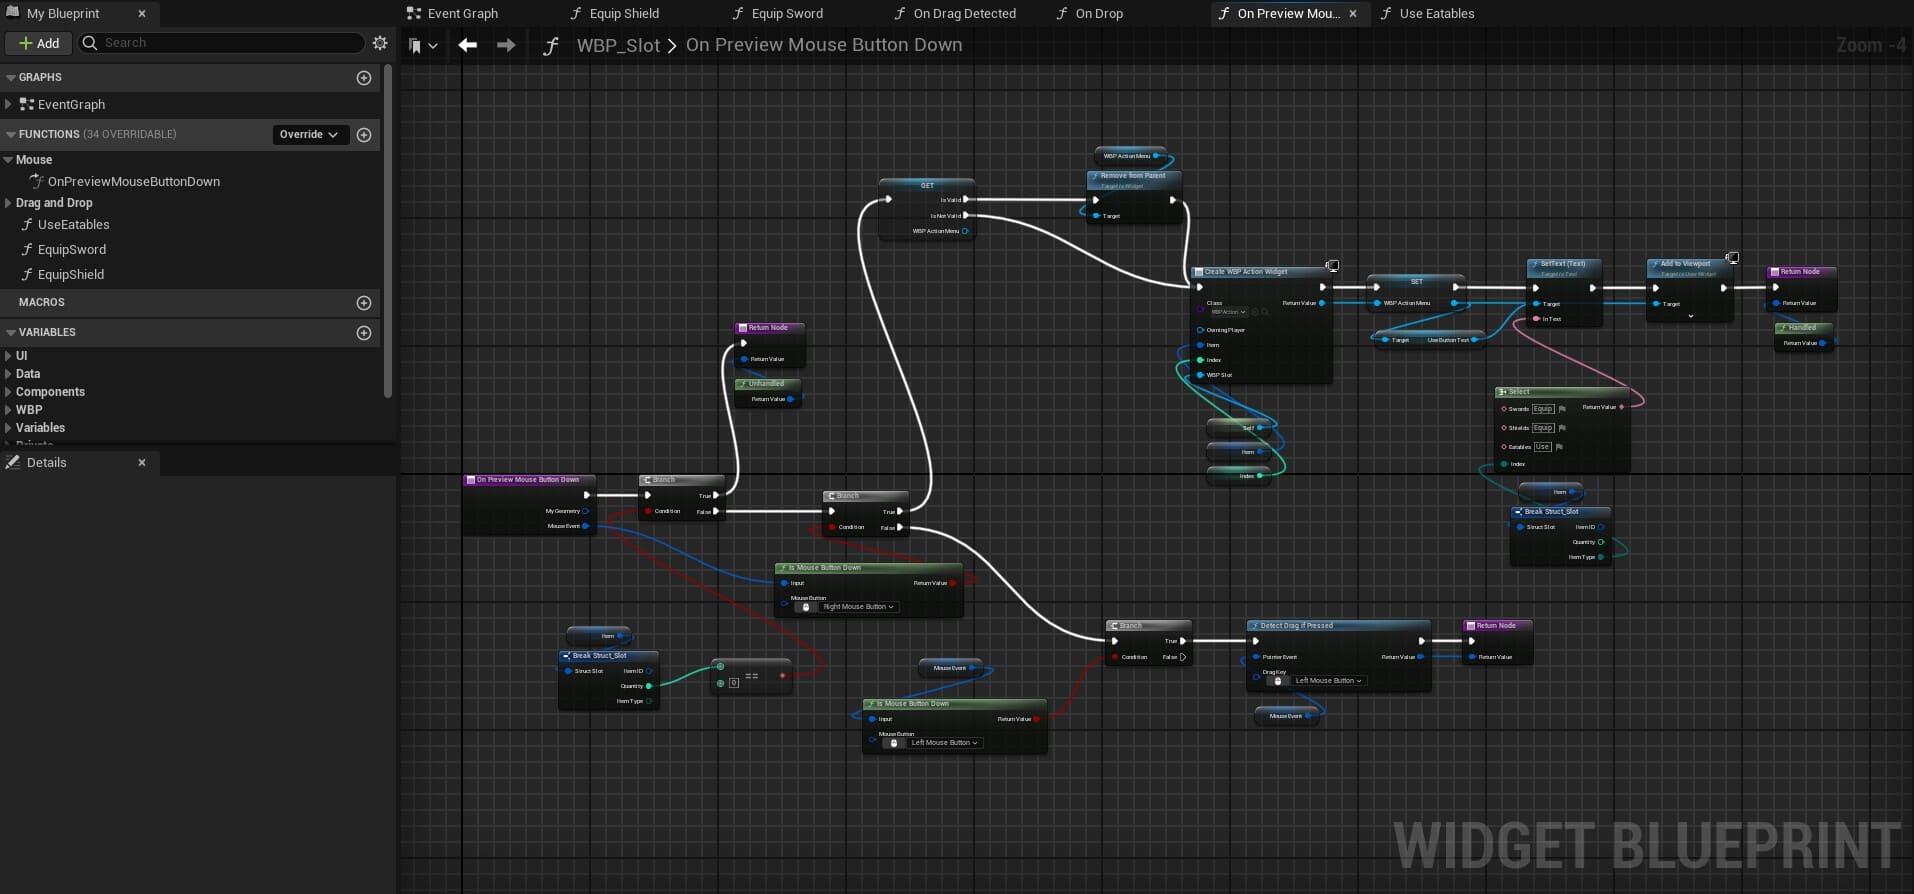 My Blueprint
Add
Search
GRAPHS
EventGraph
FUNCTIONS (34 OVERRIDABLE)
Override
Mouse
OnPreviewMouseButtonDown
Drag and Drop
UseEatables
EquipSword
EquipShield
MACROS
VARIABLES
UI
Data
Components
WBP
Variables
Private
Details
Event Graph
Equip Shield
Equip Sword
On Drag Detected
On Drop
On Preview Mou...
Use Eatables
WBP_Slot > On Preview Mouse Button Down
Zoom -4
WBP Action Menu
Remove from Parent
Target is Widget
Target
GET
Is Valid
Is Not Valid
WBP Action Menu
Create WBP Action Widget
Class
WBP Action
Return Value
Owning Player
Item
Index
WBP Slot
Self
Item
Index
SET
WBP Action Menu
Target
Use Button Text
SetText (Text)
Target is Text
Target
In Text
Add to Viewport
Target is User Widget
Target
Return Node
Return Value
Handled
Return Value
Return Node
Return Value
Unhandled
Return Value
Select
Swords Equip
Return Value
Shields Equip
Eatables Use
Index
Item
Break Struct_Slot
Struct Slot
Item ID
Quantity
Item Type
On Preview Mouse Button Down
My Geometry
Mouse Event
Branch
True
Condition
False
Branch
True
Condition
False
Is Mouse Button Down
Input
Return Value
Mouse Button
Right Mouse Button
Item
Break Struct_Slot
Struct Slot
Item ID
Quantity
Item Type
==
0
Mouse Event
Is Mouse Button Down
Input
Return Value
Mouse Button
Left Mouse Button
Branch
True
Condition
False
Detect Drag if Pressed
Pointer Event
Return Value
Drag Key
Left Mouse Button
Mouse Event
Return Node
Return Value
WIDGET BLUEPRINT